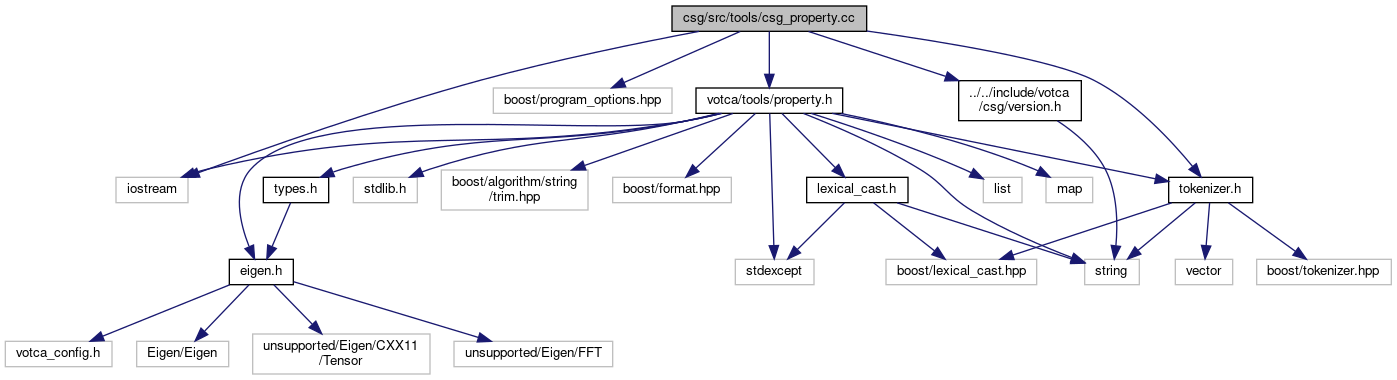 csg/src/tools/csg_property.cc
boost/program_options.hpp
votca/tools/property.h
../../include/votca
/csg/version.h
iostream
types.h
stdlib.h
boost/algorithm/string
/trim.hpp
boost/format.hpp
lexical_cast.h
list
map
tokenizer.h
eigen.h
stdexcept
boost/lexical_cast.hpp
string
vector
boost/tokenizer.hpp
votca_config.h
Eigen/Eigen
unsupported/Eigen/CXX11
/Tensor
unsupported/Eigen/FFT